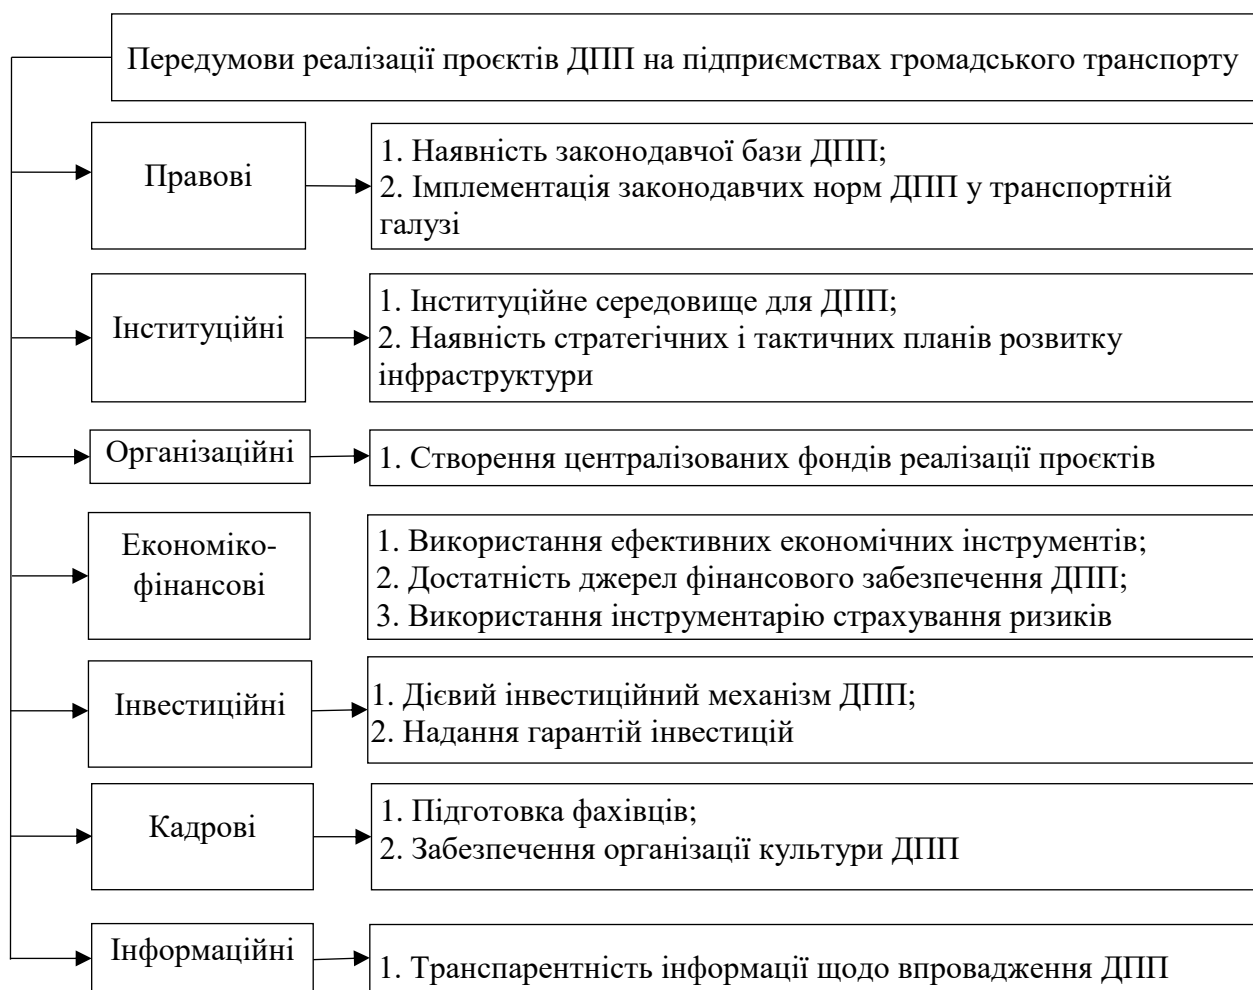 Передумови реалізації проєктів ДПП на підприємствах громадського транспорту
Правові
1. Наявність законодавчої бази ДПП;
2. Імплементація законодавчих норм ДПП у транспортній
галузі
Інституційні
1. Інституційне середовище для ДПП;
2. Наявність стратегічних і тактичних планів розвитку
інфраструктури
Організаційні
1. Створення централізованих фондів реалізації проєктів
Економіко-
фінансові
1. Використання ефективних економічних інструментів;
2. Достатність джерел фінансового забезпечення ДПП;
3. Використання інструментарію страхування ризиків
Інвестиційні
1. Дієвий інвестиційний механізм ДПП;
2. Надання гарантій інвестицій
Кадрові
1. Підготовка фахівців;
2. Забезпечення організації культури ДПП
Інформаційні
1. Транспарентність інформації щодо впровадження ДПП